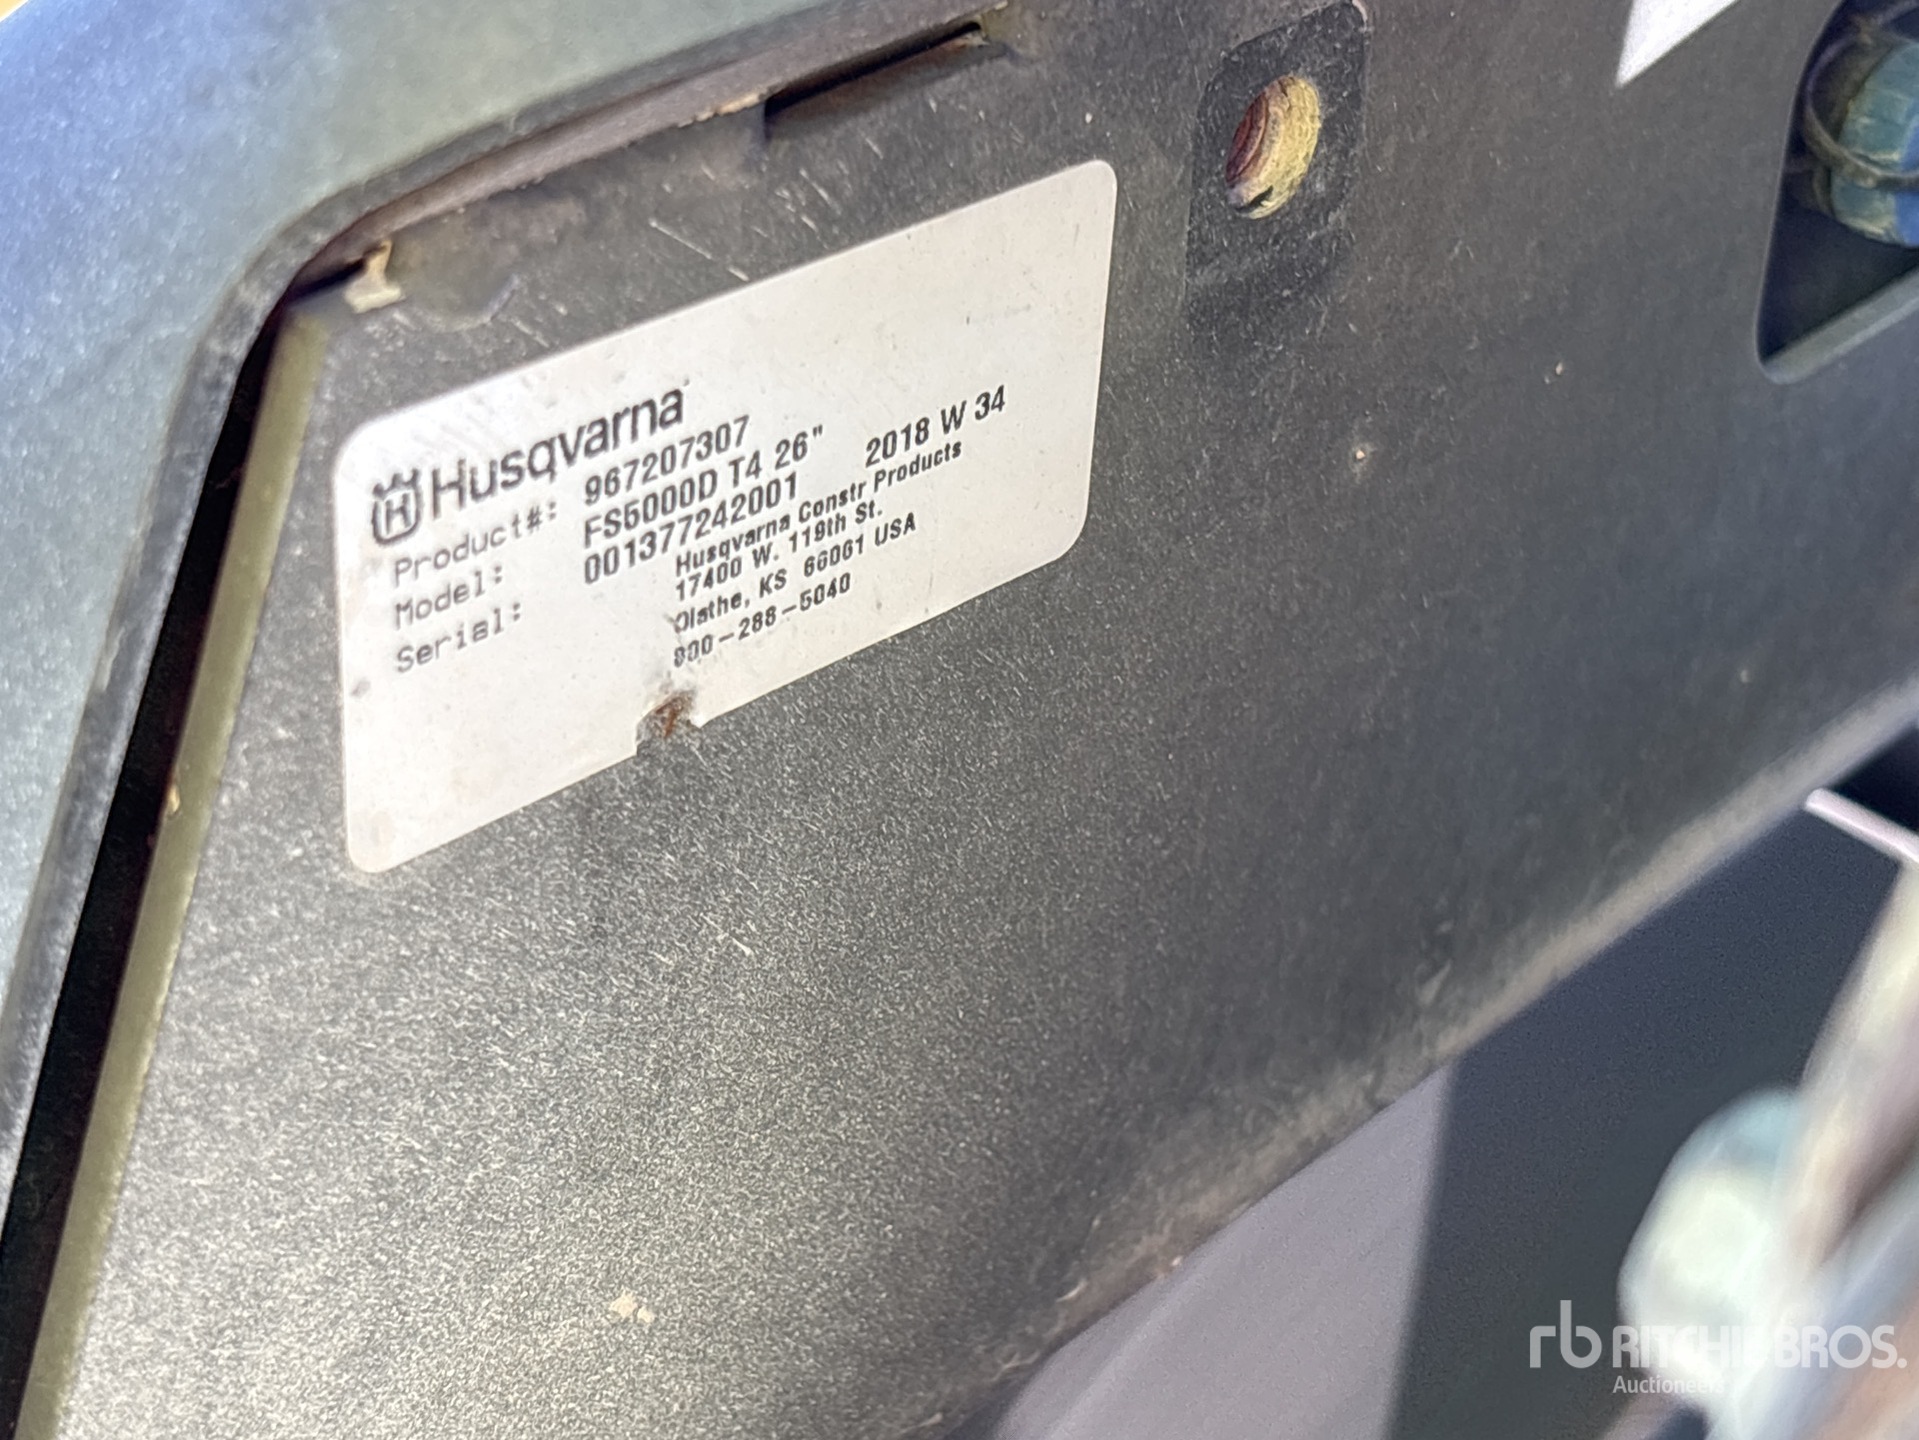 Husqvarna
Product#: 967207307
Model: FS5000D T4 26"
Serial: 001377242001 2018 W 34
Husqvarna Constr Products
17400 W. 119th St.
Olathe, KS 66061 USA
800-288-5040
rb RITCHIE BROS.
Auctioneers